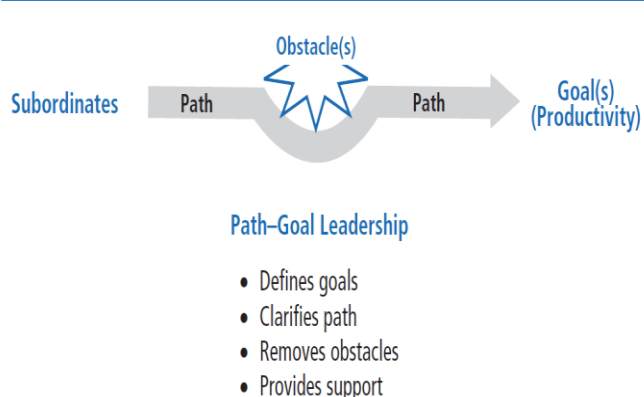 Obstacle(s)
Subordinates
Path
Path
Goal(s)
(Productivity)
Path–Goal Leadership
• Defines goals
• Clarifies path
• Removes obstacles
• Provides support